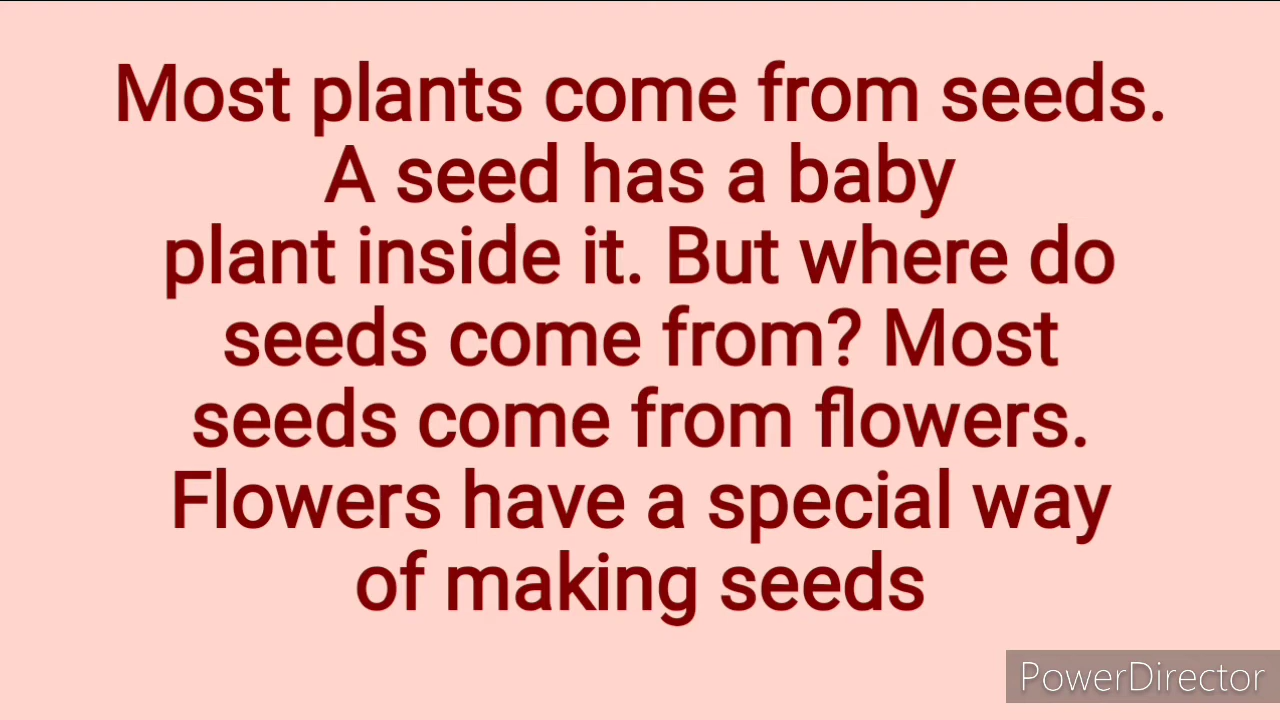 Most plants come from seeds.
A seed has a baby
plant inside it. But where do
seeds come from? Most
seeds come from flowers.
Flowers have a special way
of making seeds
PowerDirector